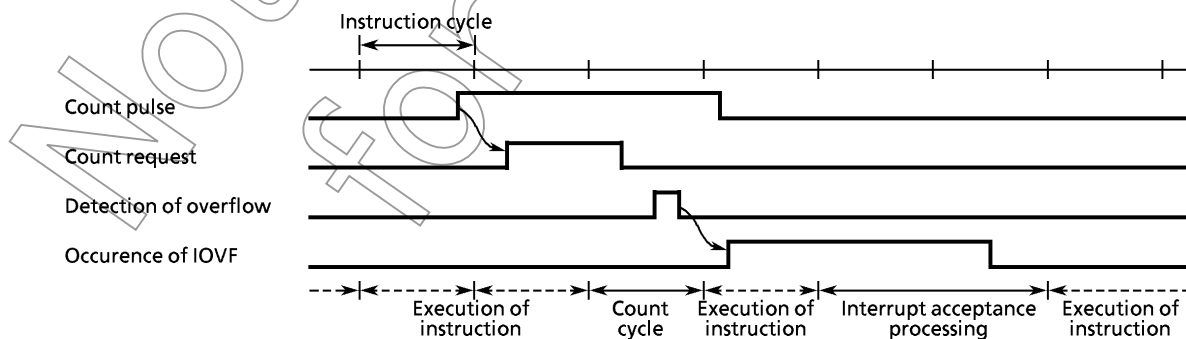 Instruction cycle
Count pulse
Count request
Detection of overflow
Occurence of IOVF
Execution of
instruction
Count
cycle
Execution of
instruction
Interrupt acceptance
processing
Execution of
instruction
for